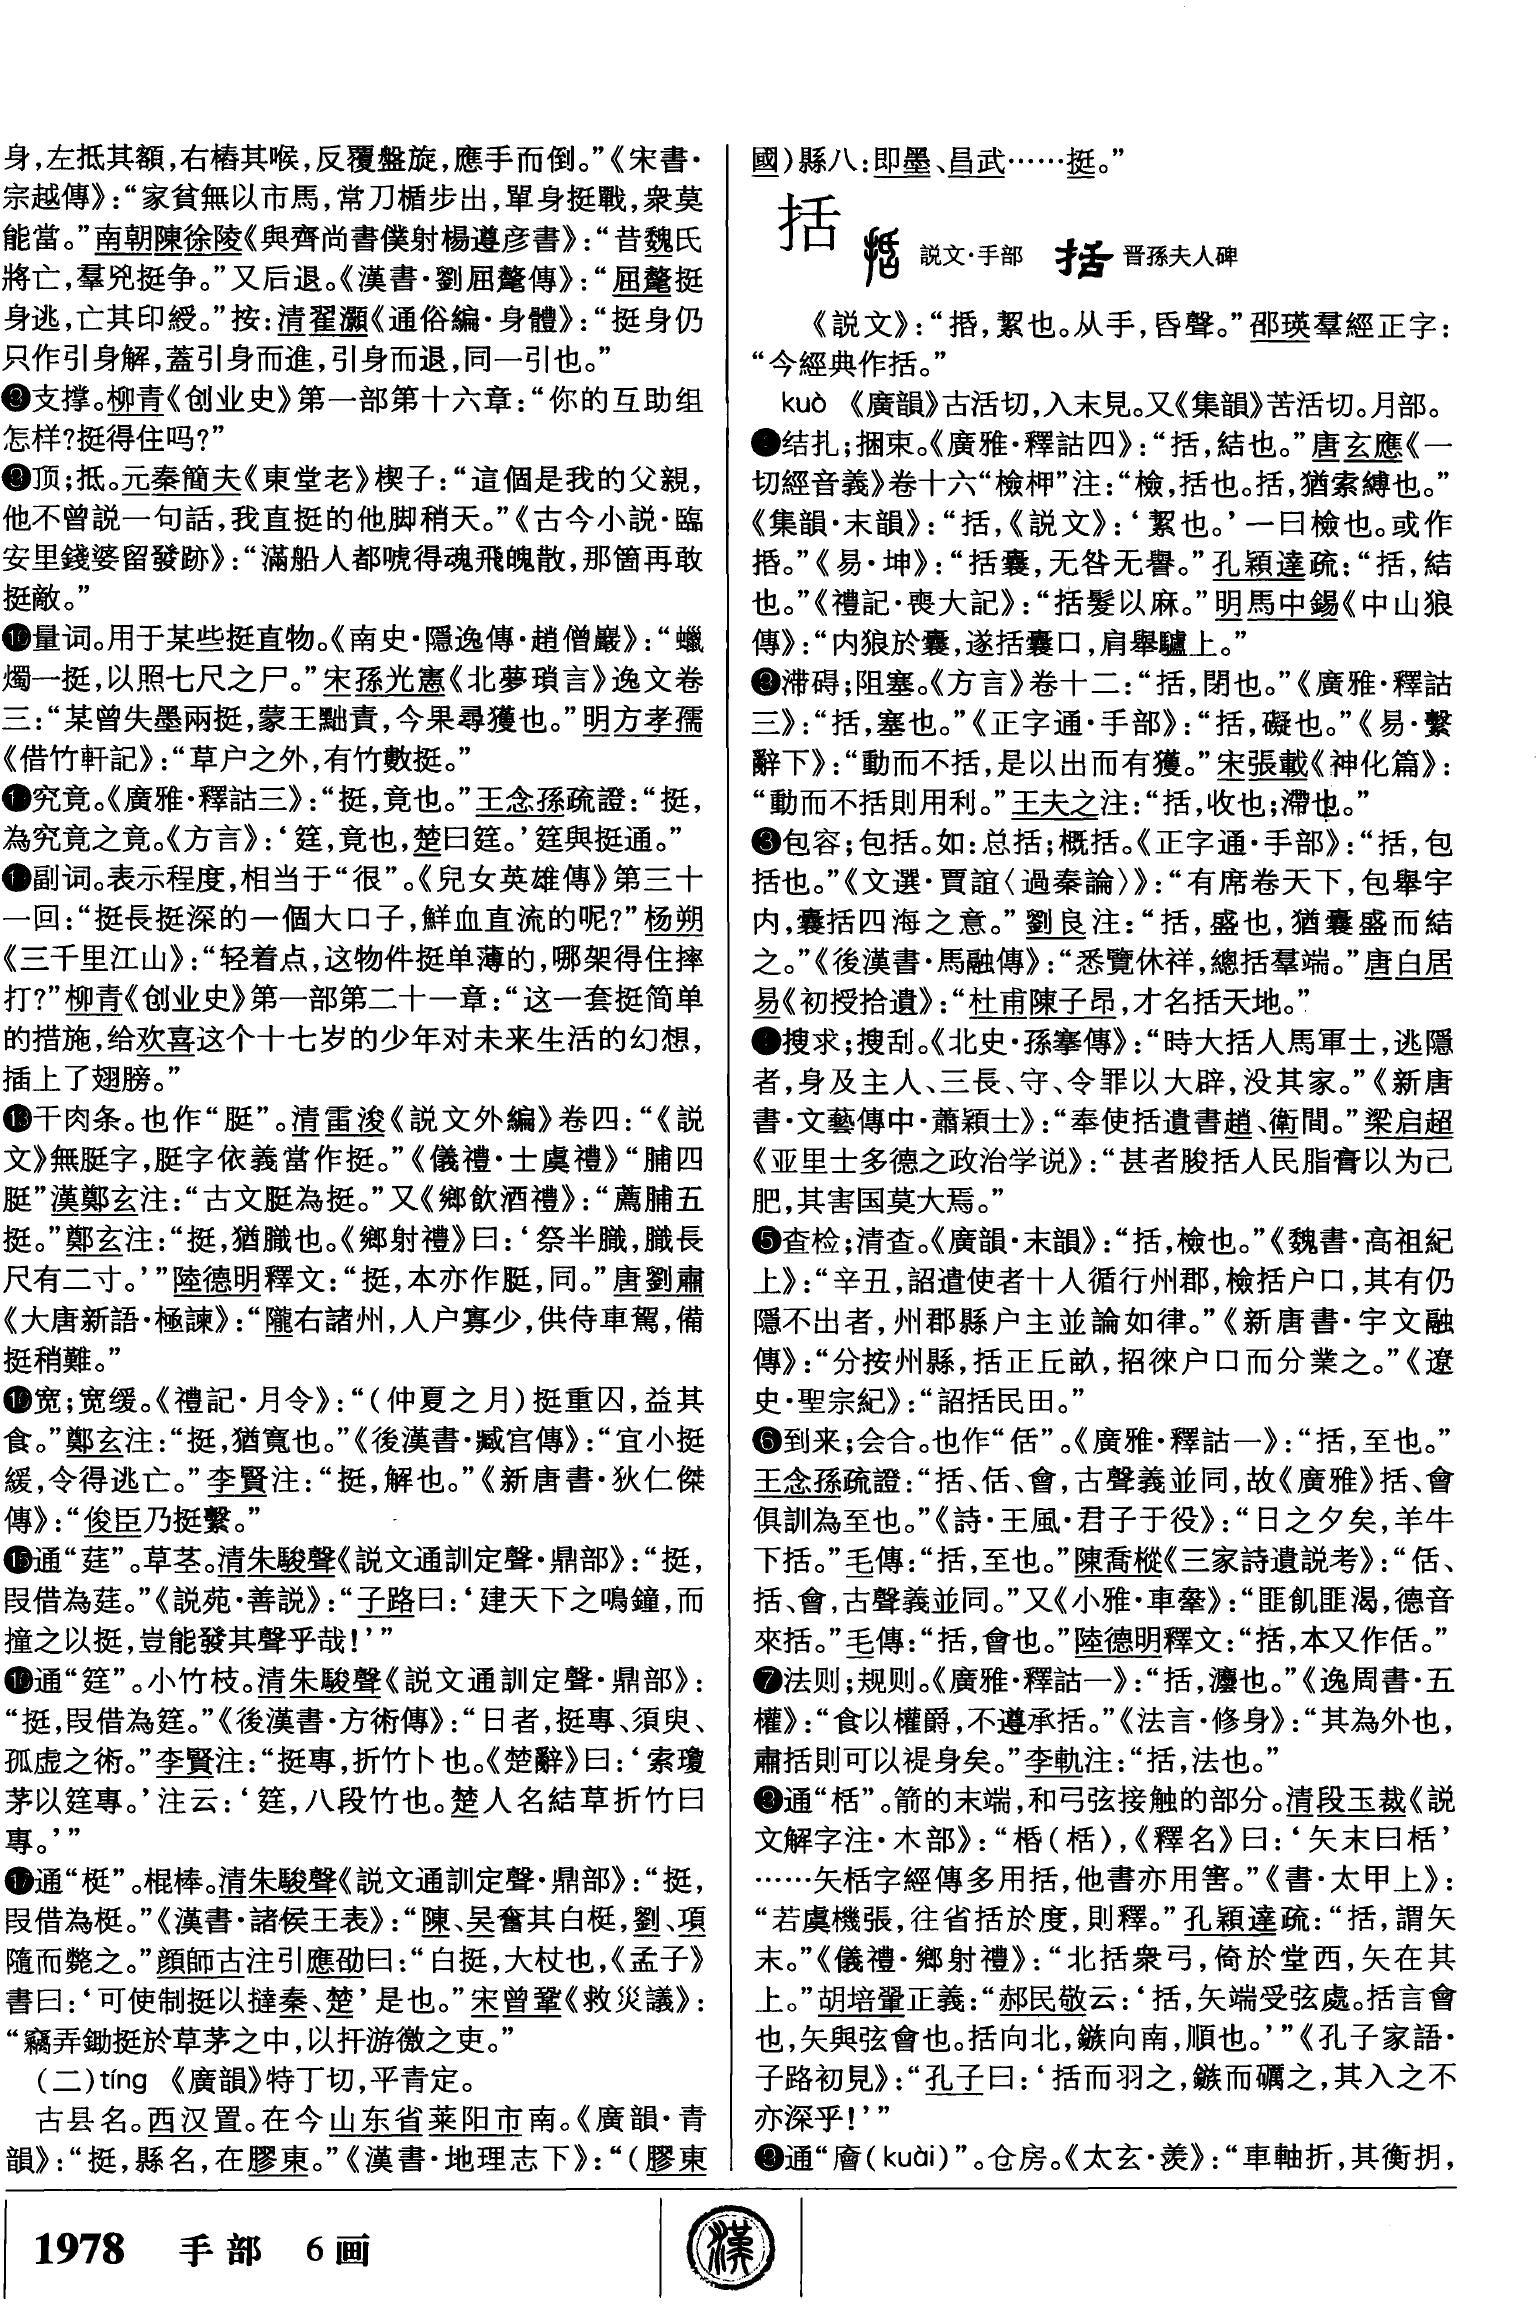 身，左抵其額，右樁其喉，反覆盤旋，應手而倒。”《宋書·
宗越傳》：“家貧無以市馬，常刀楯步出，單身挺戰，衆莫
能當。”南朝陳徐陵《與齊尚書僕射楊遵彦書》：“昔魏氏
將亡，羣兇挺争。”又后退。《漢書·劉屈氂傳》：“屈氂挺
身逃，亡其印綬。”按：清翟灝《通俗編·身體》：“挺身仍
只作引身解，蓋引身而進，引身而退，同一引也。”
❽支撑。柳青《创业史》第一部第十六章：“你的互助组
怎样？挺得住吗？”
❾顶；抵。元秦簡夫《東堂老》楔子：“這個是我的父親，
他不曾説一句話，我直挺的他脚稍天。”《古今小説·臨
安里錢婆留發跡》：“滿船人都唬得魂飛魄散，那箇再敢
挺敵。”
❿量词。用于某些挺直物。《南史·隱逸傳·趙僧巖》：“蠟
燭一挺，以照七尺之尸。”宋孫光憲《北夢瑣言》逸文卷
三：“某曾失墨兩挺，蒙王黜責，今果尋獲也。”明方孝孺
《借竹軒記》：“草户之外，有竹數挺。”
⓫究竟。《廣雅·釋詁三》：“挺，竟也。”王念孫疏證：“挺，
為究竟之竟。《方言》：‘筳，竟也，楚曰筳。’筳與挺通。”
⓬副词。表示程度，相当于“很”。《兒女英雄傳》第三十
一回：“挺長挺深的一個大口子，鮮血直流的呢？”杨朔
《三千里江山》：“轻着点，这物件挺单薄的，哪架得住摔
打？”柳青《创业史》第一部第二十一章：“这一套挺简单
的措施，给欢喜这个十七岁的少年对未来生活的幻想，
插上了翅膀。”
⓭干肉条。也作“脡”。清雷浚《説文外編》卷四：“《説
文》無脡字，脡字依義當作挺。”《儀禮·士虞禮》“脯四
脡”漢鄭玄注：“古文脡為挺。”又《鄉飲酒禮》：“薦脯五
挺。”鄭玄注：“挺，猶膱也。《鄉射禮》曰：‘祭半膱，膱長
尺有二寸。’”陸德明釋文：“挺，本亦作脡，同。”唐劉肅
《大唐新語·極諫》：“隴右諸州，人户寡少，供侍車駕，備
挺稍難。”
⓮宽；宽缓。《禮記·月令》：“（仲夏之月）挺重囚，益其
食。”鄭玄注：“挺，猶寬也。”《後漢書·臧宫傳》：“宜小挺
緩，令得逃亡。”李賢注：“挺，解也。”《新唐書·狄仁傑
傳》：“俊臣乃挺繫。”
⓯通“莛”。草茎。清朱駿聲《説文通訓定聲·鼎部》：“挺，
叚借為莛。”《説苑·善説》：“子路曰：‘建天下之鳴鐘，而
撞之以挺，豈能發其聲乎哉！’”
⓰通“筳”。小竹枝。清朱駿聲《説文通訓定聲·鼎部》：
“挺，叚借為筳。”《後漢書·方術傳》：“日者，挺專、須臾、
孤虚之術。”李賢注：“挺專，折竹卜也。《楚辭》曰：‘索瓊
茅以筳專。’注云：‘筳，八段竹也。楚人名結草折竹曰
專。’”
⓱通“梃”。棍棒。清朱駿聲《説文通訓定聲·鼎部》：“挺，
叚借為梃。”《漢書·諸侯王表》：“陳、吴奮其白梃，劉、項
隨而斃之。”顔師古注引應劭曰：“白挺，大杖也，《孟子》
書曰：‘可使制挺以撻秦、楚’是也。”宋曾鞏《救災議》：
“竊弄鋤挺於草茅之中，以扞游徼之吏。”
（二）tíng　《廣韻》特丁切，平青定。
古县名。西汉置。在今山东省莱阳市南。《廣韻·青
韻》：“挺，縣名，在膠東。”《漢書·地理志下》：“（膠東
國）縣八：即墨、昌武……挺。”
括　説文·手部　括　晋孫夫人碑
《説文》：“㨯，絜也。从手，昏聲。”邵瑛羣經正字：
“今經典作括。”
kuò　《廣韻》古活切，入末見。又《集韻》苦活切。月部。
❶结扎；捆束。《廣雅·釋詁四》：“括，結也。”唐玄應《一
切經音義》卷十六“檢柙”注：“檢，括也。括，猶索縛也。”
《集韻·末韻》：“括，《説文》：‘絜也。’一曰檢也。或作
㨯。”《易·坤》：“括囊，无咎无譽。”孔穎達疏：“括，結
也。”《禮記·喪大記》：“括髮以麻。”明馬中錫《中山狼
傳》：“内狼於囊，遂括囊口，肩舉驢上。”
❷滞碍；阻塞。《方言》卷十二：“括，閉也。”《廣雅·釋詁
三》：“括，塞也。”《正字通·手部》：“括，礙也。”《易·繫
辭下》：“動而不括，是以出而有獲。”宋張載《神化篇》：
“動而不括則用利。”王夫之注：“括，收也；滯也。”
❸包容；包括。如：总括；概括。《正字通·手部》：“括，包
括也。”《文選·賈誼〈過秦論〉》：“有席卷天下，包舉宇
内，囊括四海之意。”劉良注：“括，盛也，猶囊盛而結
之。”《後漢書·馬融傳》：“悉覽休祥，總括羣端。”唐白居
易《初授拾遺》：“杜甫陳子昂，才名括天地。”
❹搜求；搜刮。《北史·孫搴傳》：“時大括人馬軍士，逃隱
者，身及主人、三長、守、令罪以大辟，没其家。”《新唐
書·文藝傳中·蕭穎士》：“奉使括遺書趙、衛間。”梁启超
《亚里士多德之政治学说》：“甚者朘括人民脂膏以为己
肥，其害国莫大焉。”
❺查检；清查。《廣韻·末韻》：“括，檢也。”《魏書·高祖紀
上》：“辛丑，詔遣使者十人循行州郡，檢括户口，其有仍
隱不出者，州郡縣户主並論如律。”《新唐書·宇文融
傳》：“分按州縣，括正丘畝，招徠户口而分業之。”《遼
史·聖宗紀》：“詔括民田。”
❻到来；会合。也作“佸”。《廣雅·釋詁一》：“括，至也。”
王念孫疏證：“括、佸、會，古聲義並同，故《廣雅》括、會
俱訓為至也。”《詩·王風·君子于役》：“日之夕矣，羊牛
下括。”毛傳：“括，至也。”陳喬樅《三家詩遺説考》：“佸、
括、會，古聲義並同。”又《小雅·車舝》：“匪飢匪渴，德音
來括。”毛傳：“括，會也。”陸德明釋文：“括，本又作佸。”
❼法则；规则。《廣雅·釋詁一》：“括，灋也。”《逸周書·五
權》：“食以權爵，不遵承括。”《法言·修身》：“其為外也，
肅括則可以禔身矣。”李軌注：“括，法也。”
❽通“栝”。箭的末端，和弓弦接触的部分。清段玉裁《説
文解字注·木部》：“桰（栝），《釋名》曰：‘矢末曰栝’
……矢栝字經傳多用括，他書亦用筈。”《書·太甲上》：
“若虞機張，往省括於度，則釋。”孔穎達疏：“括，謂矢
末。”《儀禮·鄉射禮》：“北括衆弓，倚於堂西，矢在其
上。”胡培翬正義：“郝民敬云：‘括，矢端受弦處。括言會
也，矢與弦會也。括向北，鏃向南，順也。’”《孔子家語·
子路初見》：“孔子曰：‘括而羽之，鏃而礪之，其入之不
亦深乎！’”
❾通“廥（kuài）”。仓房。《太玄·羨》：“車軸折，其衡抈，
1978　手部　6画
漢